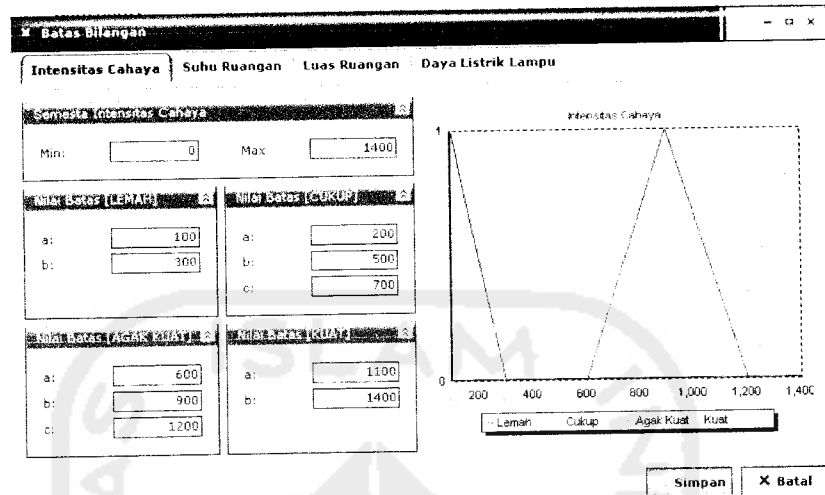 Batas Bilangan
Intensitas Cahaya Suhu Ruangan Luas Ruangan Daya Listrik Lampu
Semesta Intensitas Cahaya
Min: 0 Max 1400
Nilai Batas [LEMAH]
a: 100
b: 300
Nilai Batas [CUKUP]
a: 200
b: 500
c: 700
Nilai Batas [AGAK KUAT]
a: 600
b: 900
c: 1200
Nilai Batas [KUAT]
a: 1100
b: 1400
Intensitas Cahaya
1
0
200 400 600 800 1,000 1,200 1,400
Lemah Cukup Agak Kuat Kuat
ISLAM
Simpan X Batal